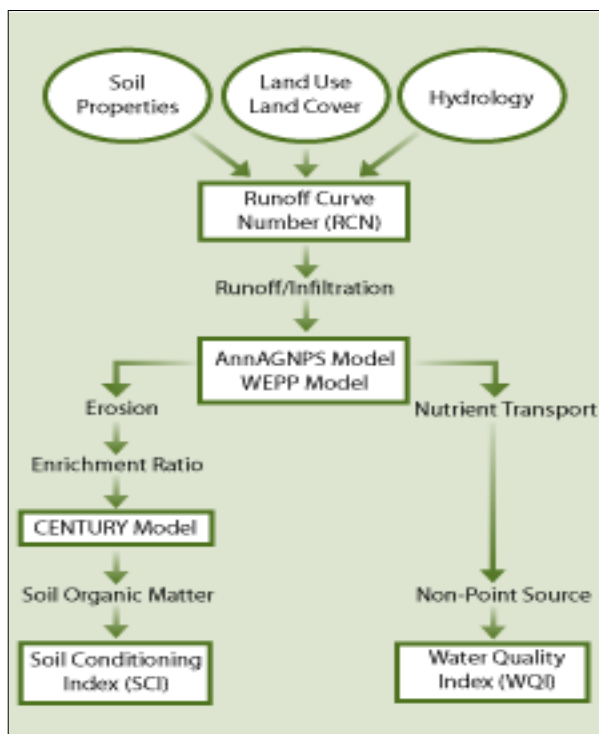 Soil
Properties
Land Use
Land Cover
Hydrology
Runoff Curve
Number (RCN)
Runoff/Infiltration
AnnAGNPS Model
WEPP Model
Erosion
Nutrient Transport
Enrichment Ratio
CENTURY Model
Soil Organic Matter
Non-Point Source
Soil Conditioning
Index (SCI)
Water Quality
Index (WQI)